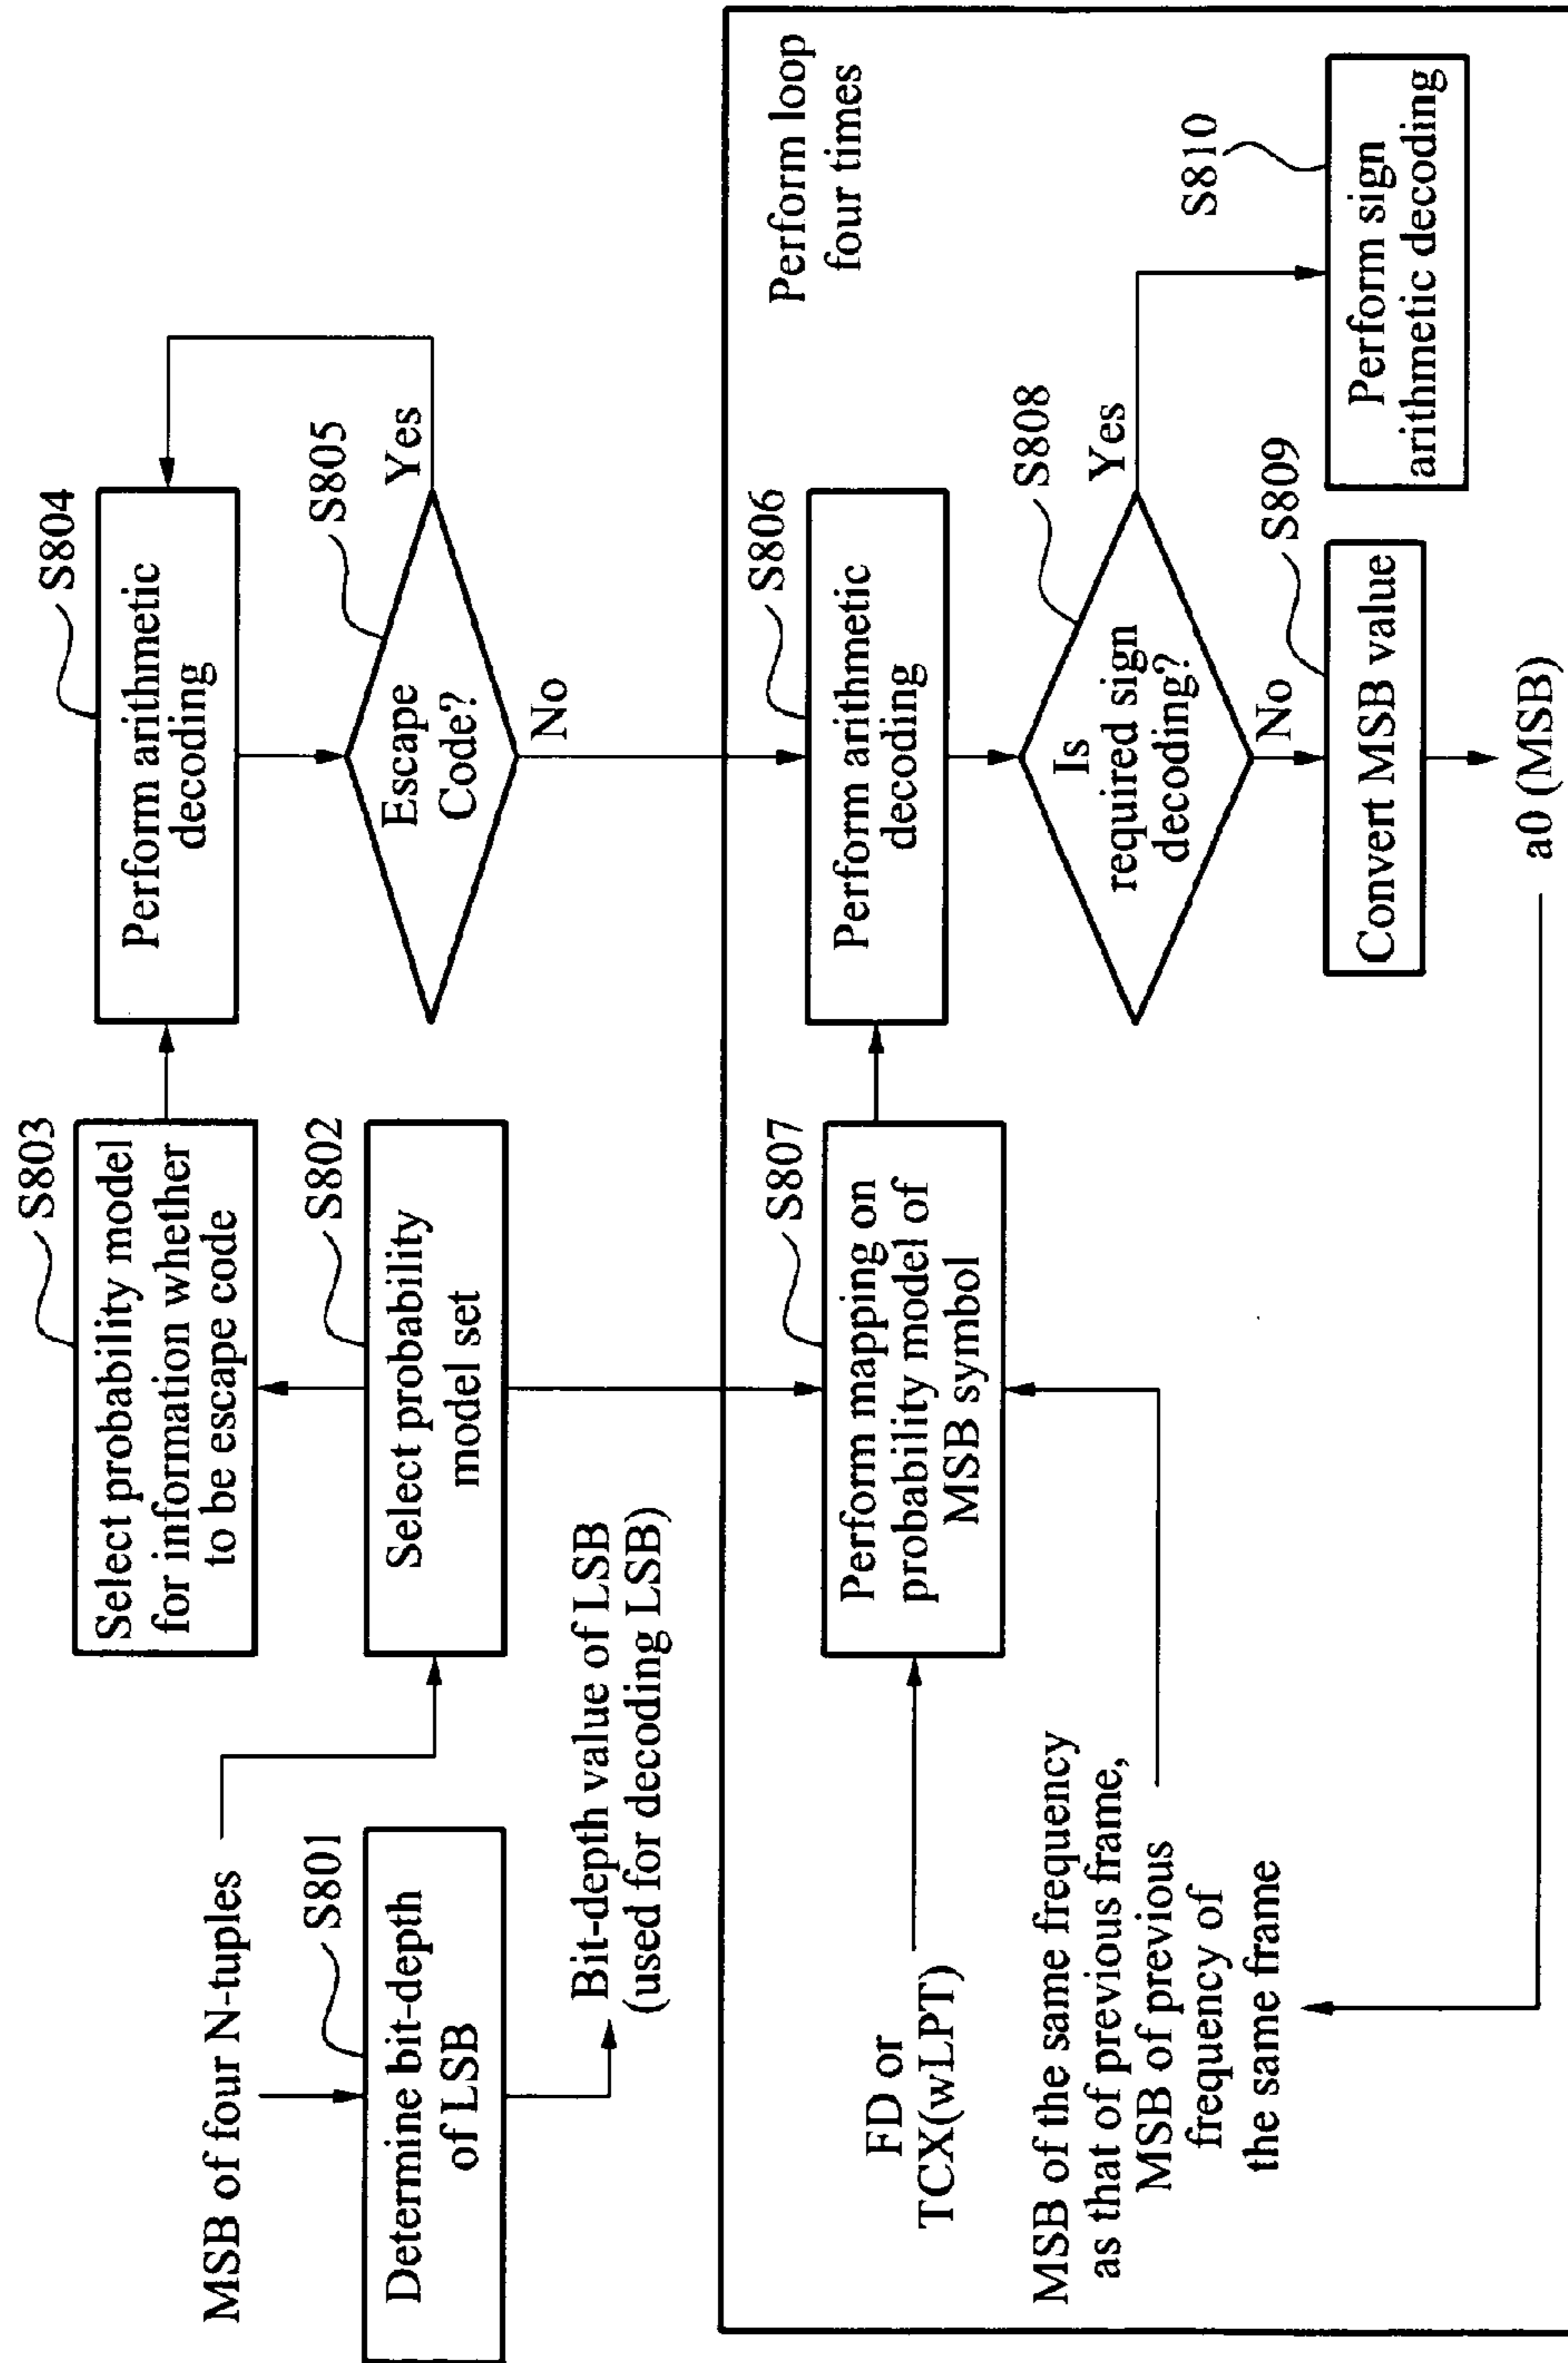 MSB of four N-tuples
S801
Determine bit-depth
of LSB
Bit-depth value of LSB
(used for decoding LSB)
S803
Select probability model
for information whether
to be escape code
S802
Select probability
model set
S804
Perform arithmetic
decoding
S805
Escape
Code?
Yes
No
Perform loop
four times
FD or
TCX(wLPT)
MSB of the same frequency
as that of previous frame,
MSB of previous
frequency of
the same frame
S807
Perform mapping on
probability model of
MSB symbol
S806
Perform arithmetic
decoding
S808
Is
required sign
decoding?
Yes
No
S809
Convert MSB value
S810
Perform sign
arithmetic decoding
a0 (MSB)